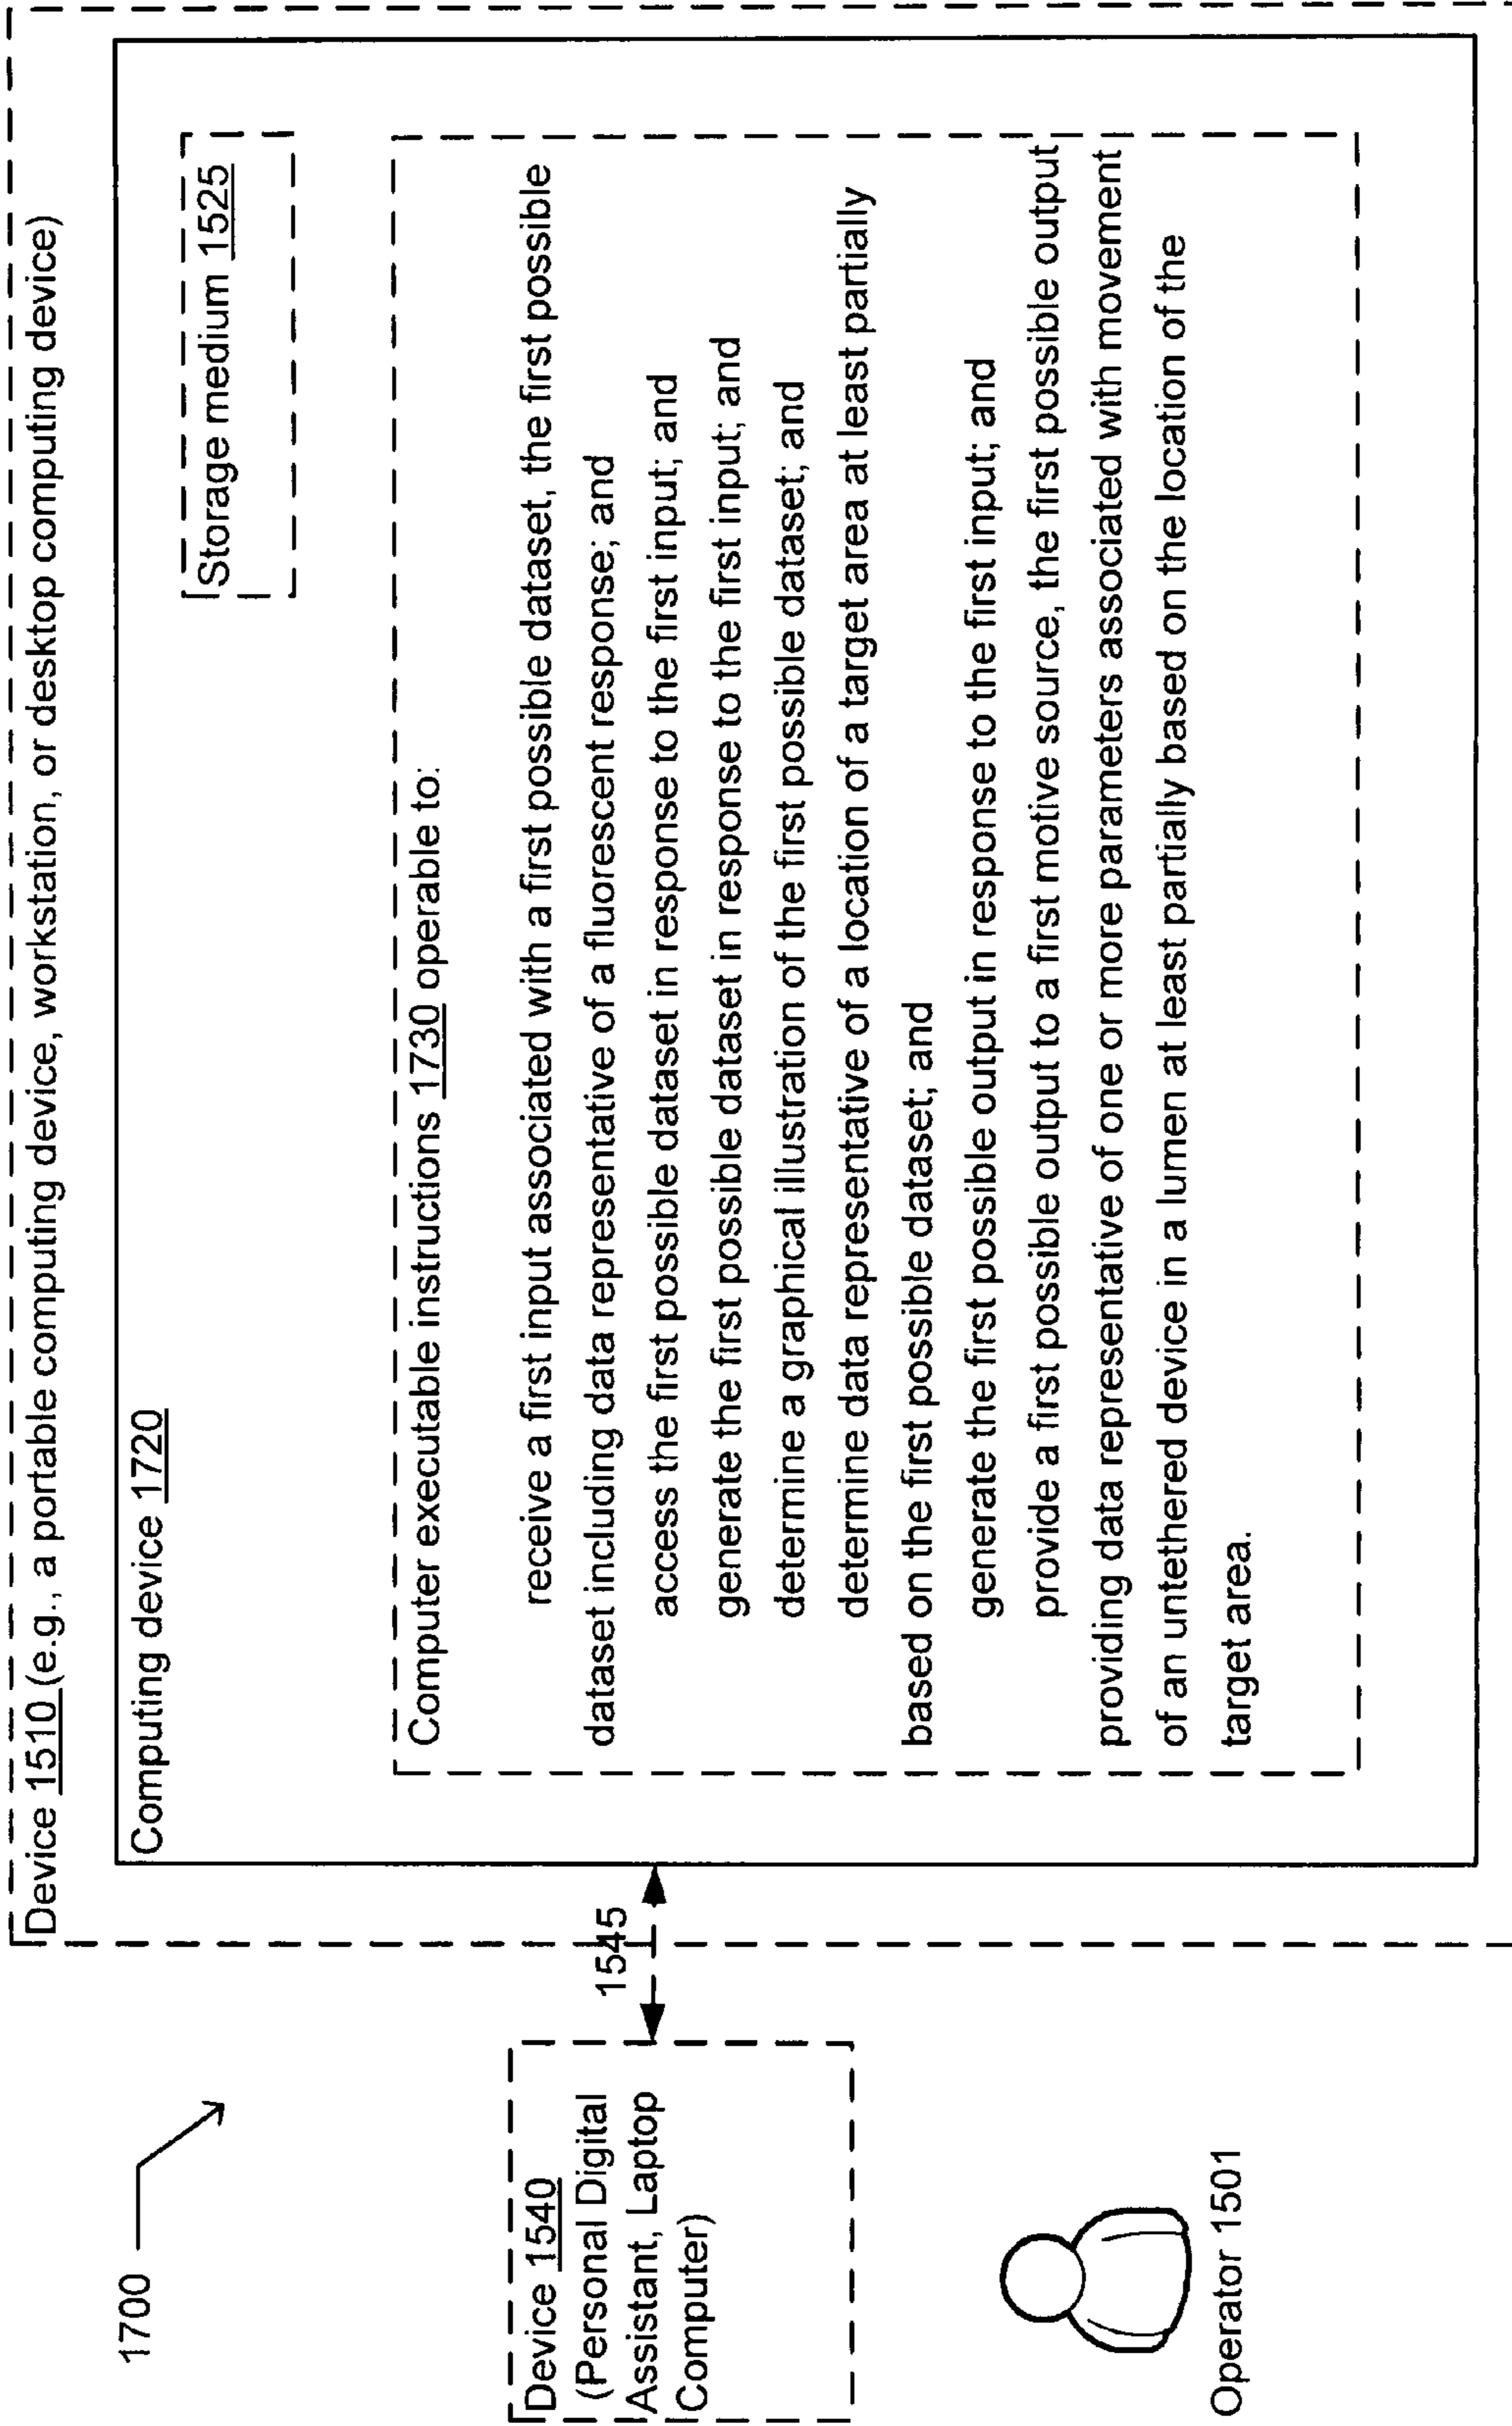 1700
Device 1510 (e.g., a portable computing device, workstation, or desktop computing device)
Computing device 1720
Storage medium 1525
Computer executable instructions 1730 operable to:
receive a first input associated with a first possible dataset, the first possible
dataset including data representative of a fluorescent response; and
access the first possible dataset in response to the first input; and
generate the first possible dataset in response to the first input; and
determine a graphical illustration of the first possible dataset; and
determine data representative of a location of a target area at least partially
based on the first possible dataset; and
generate the first possible output in response to the first input; and
provide a first possible output to a first motive source, the first possible output
providing data representative of one or more parameters associated with movement
of an untethered device in a lumen at least partially based on the location of the
target area.
1545
Device 1540
(Personal Digital
Assistant, Laptop
Computer)
Operator 1501